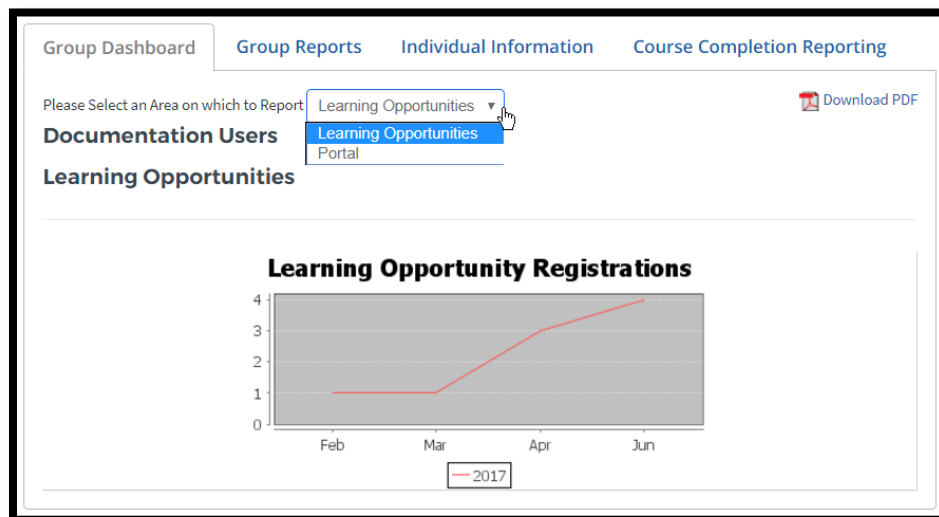 Group Dashboard Group Reports Individual Information Course Completion Reporting
Please Select an Area on which to Report Learning Opportunities Download PDF
Learning Opportunities
Portal
Documentation Users
Learning Opportunities
Learning Opportunity Registrations
4
3
2
1
0
Feb Mar Apr Jun
2017